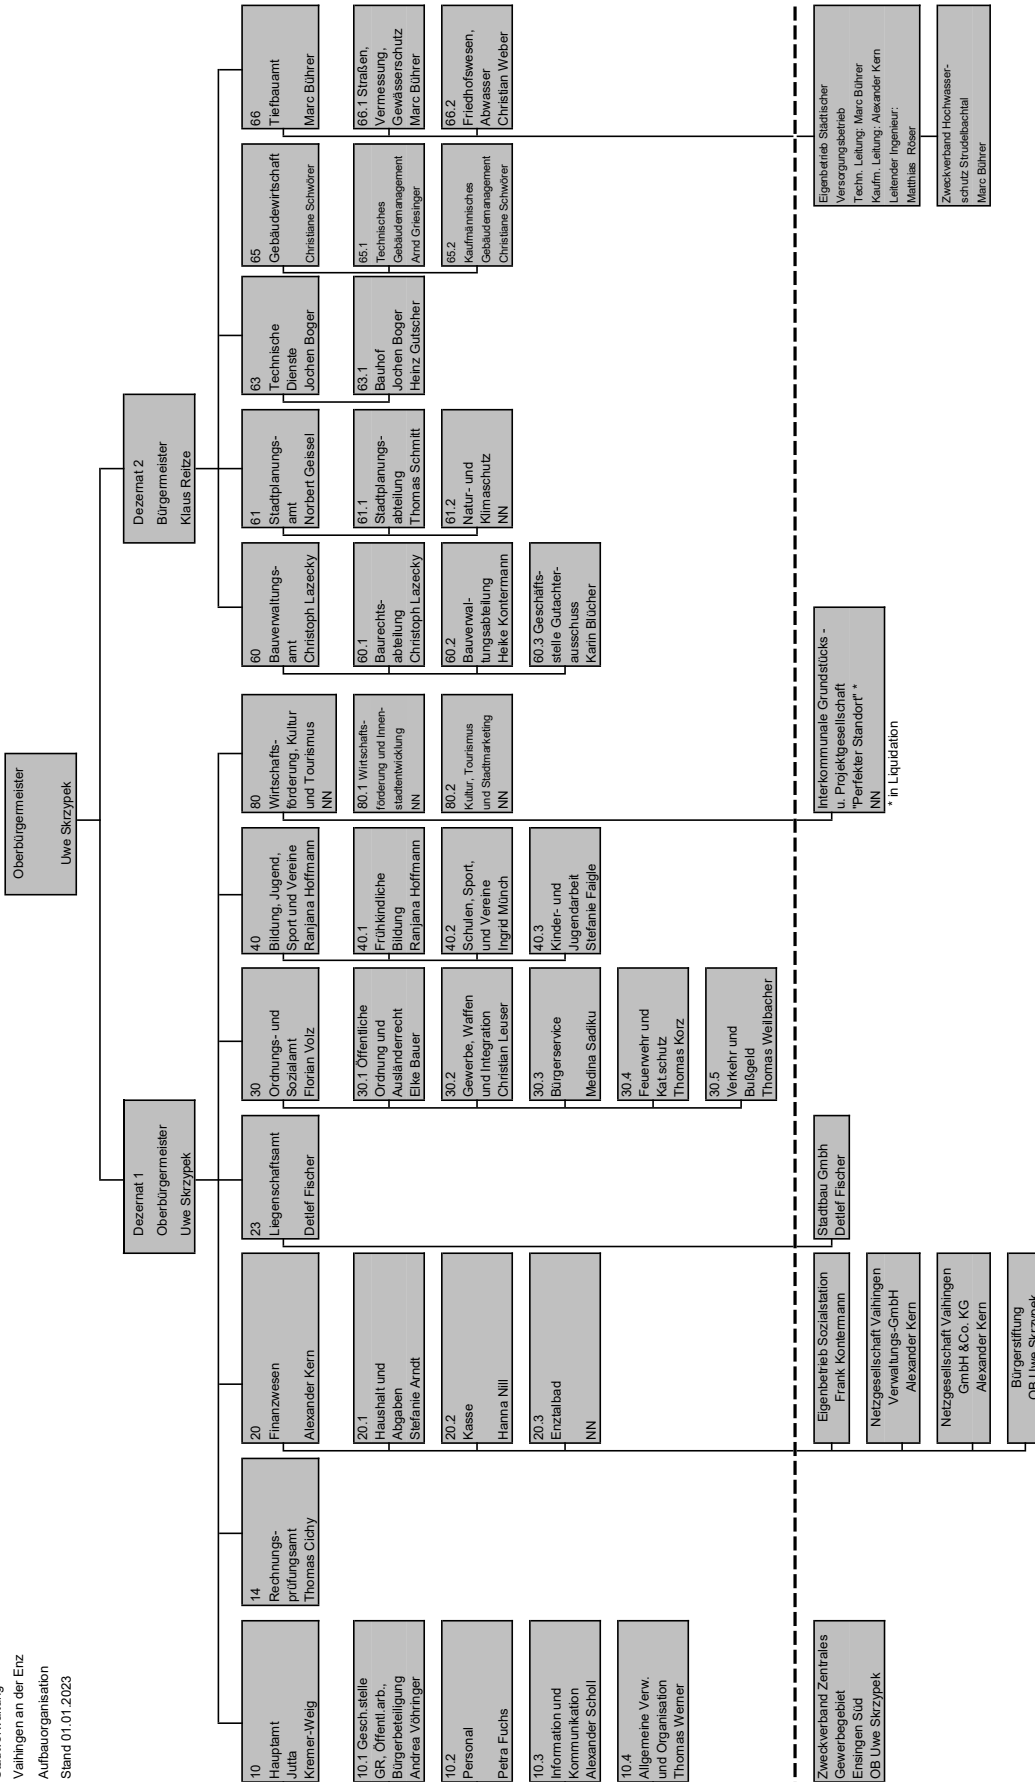 Vaihingen an der Enz
Aufbauorganisation
Stand 01.01.2023
Oberbürgermeister
Uwe Skrzypek
Dezernat 1
Oberbürgermeister
Uwe Skrzypek
Dezernat 2
Bürgermeister
Klaus Reitze
10
Hauptamt
Jutta
Kremer-Weig
14
Rechnungs-
prüfungsamt
Thomas Cichy
20
Finanzwesen
Alexander Kern
23
Liegenschaftsamt
Detlef Fischer
30
Ordnungs- und
Sozialamt
Florian Volz
40
Bildung, Jugend,
Sport und Vereine
Ranjana Hoffmann
80
Wirtschafts-
förderung, Kultur
und Tourismus
NN
60
Bauverwaltungs-
amt
Christoph Lazecky
61
Stadtplanungs-
amt
Norbert Geissel
63
Technische
Dienste
Jochen Boger
65
Gebäudewirtschaft
Christiane Schwörer
66
Tiefbauamt
Marc Bührer
10.1 Gesch.stelle
GR, Öffentl.arb.,
Bürgerbeteiligung
Andrea Vöhringer
20.1
Haushalt und
Abgaben
Stefanie Arndt
30.1 Öffentliche
Ordnung und
Ausländerrecht
Elke Bauer
40.1
Frühkindliche
Bildung
Ranjana Hoffmann
80.1 Wirtschafts-
förderung und Innen-
stadtentwicklung
NN
60.1
Baurechts-
abteilung
Christoph Lazecky
61.1
Stadtplanungs-
abteilung
Thomas Schmitt
63.1
Bauhof
Jochen Boger
Heinz Gutscher
65.1
Technisches
Gebäudemanagement
Arnd Griesinger
66.1 Straßen,
Vermessung,
Gewässerschutz
Marc Bührer
10.2
Personal
Petra Fuchs
20.2
Kasse
Hanna Nill
30.2
Gewerbe, Waffen
und Integration
Christian Leuser
40.2
Schulen, Sport,
und Vereine
Ingrid Münch
80.2
Kultur, Tourismus
und Stadtmarketing
NN
60.2
Bauverwal-
tungsabteilung
Heike Kontermann
61.2
Natur- und
Klimaschutz
NN
65.2
Kaufmännisches
Gebäudemanagement
Christiane Schwörer
66.2
Friedhofswesen,
Abwasser
Christian Weber
10.3
Information und
Kommunikation
Alexander Scholl
20.3
Enztalbad
NN
30.3
Bürgerservice
Medina Sadiku
40.3
Kinder- und
Jugendarbeit
Stefanie Faigle
60.3 Geschäfts-
stelle Gutachter-
ausschuss
Karin Blücher
10.4
Allgemeine Verw.
und Organisation
Thomas Werner
30.4
Feuerwehr und
Kat.schutz
Thomas Korz
30.5
Verkehr und
Bußgeld
Thomas Weilbacher
Zweckverband Zentrales
Gewerbegebiet
Ensingen Süd
OB Uwe Skrzypek
Eigenbetrieb Sozialstation
Frank Kontermann
Netzgesellschaft Vaihingen
Verwaltungs-GmbH
Alexander Kern
Netzgesellschaft Vaihingen
GmbH &Co. KG
Alexander Kern
Bürgerstiftung
OB Uwe Skrzypek
Stadtbau Gmbh
Detlef Fischer
Interkommunale Grundstücks -
u. Projektgesellschaft
"Perfekter Standort" *
NN
* in Liquidation
Eigenbetrieb Städtischer
Versorgungsbetrieb
Techn. Leitung: Marc Bührer
Kaufm. Leitung: Alexander Kern
Leitender Ingenieur:
Matthias Röser
Zweckverband Hochwasser-
schutz Strudelbachtal
Marc Bührer